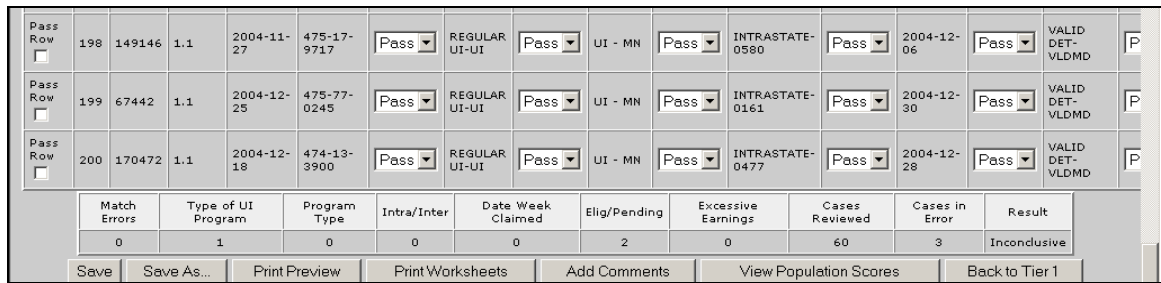 Pass
Row
198 149146 1.1 2004-11- 475-17- Pass REGULAR Pass UI - MN Pass INTRASTATE- Pass 2004-12- Pass VALID P
27 9717 UI-UI 0580 06 DET-
VLDMD
Pass
Row
199 67442 1.1 2004-12- 475-77- Pass REGULAR Pass UI - MN Pass INTRASTATE- Pass 2004-12- Pass VALID P
25 0245 UI-UI 0161 30 DET-
VLDMD
Pass
Row
200 170472 1.1 2004-12- 474-13- Pass REGULAR Pass UI - MN Pass INTRASTATE- Pass 2004-12- Pass VALID P
18 3900 UI-UI 0477 28 DET-
VLDMD
Match Type of UI Program Intra/Inter Date Week Elig/Pending Excessive Cases Cases in Result
Errors Program Type Claimed Earnings Reviewed Error
0 1 0 0 0 2 0 60 3 Inconclusive
Save Save As... Print Preview Print Worksheets Add Comments View Population Scores Back to Tier 1